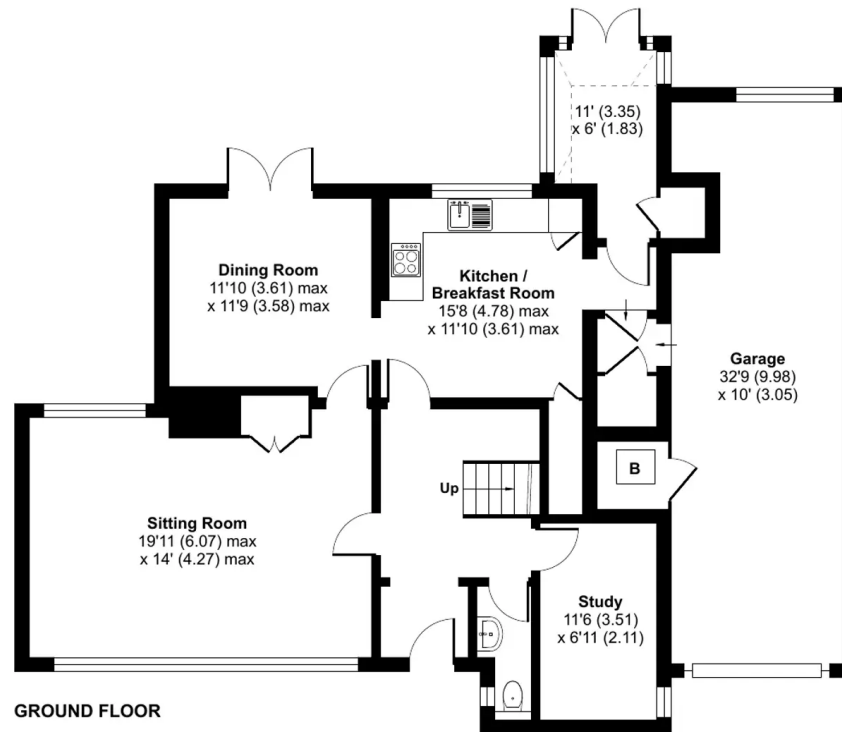 11' (3.35)
x 6' (1.83)
Dining Room
11'10 (3.61) max
x 11'9 (3.58) max
Kitchen /
Breakfast Room
15'8 (4.78) max
x 11'10 (3.61) max
Garage
32'9 (9.98)
x 10' (3.05)
B
Up
Sitting Room
19'11 (6.07) max
x 14' (4.27) max
Study
11'6 (3.51)
x 6'11 (2.11)
GROUND FLOOR